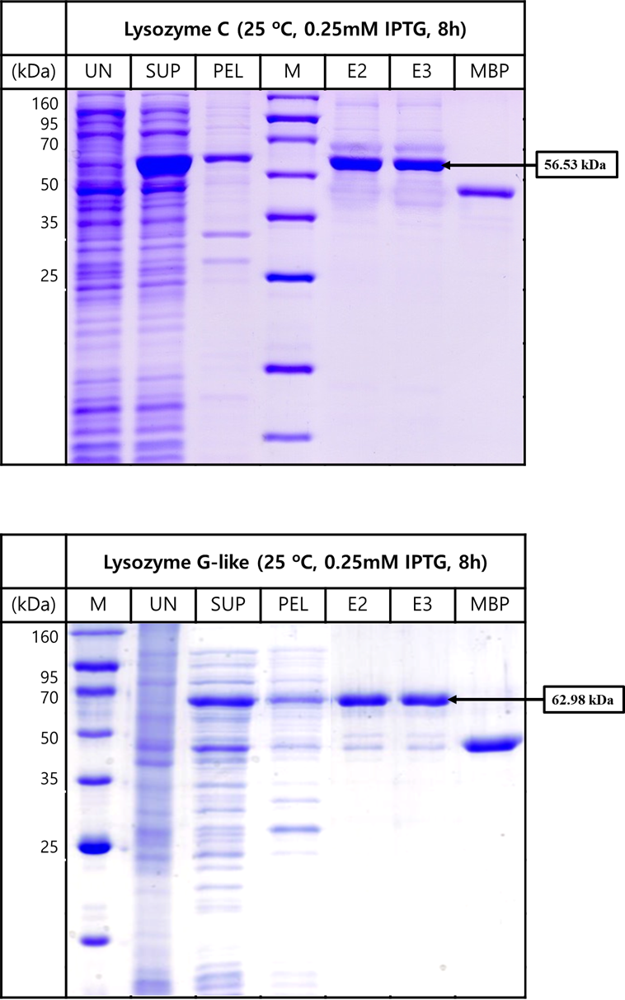 Lysozyme C (25 ºC, 0.25mM IPTG, 8h)
(kDa) UN SUP PEL M E2 E3 MBP
160
95
70
56.53 kDa
50
35
25
Lysozyme G-like (25 ºC, 0.25mM IPTG, 8h)
(kDa) M UN SUP PEL E2 E3 MBP
160
95
70
62.98 kDa
50
35
25